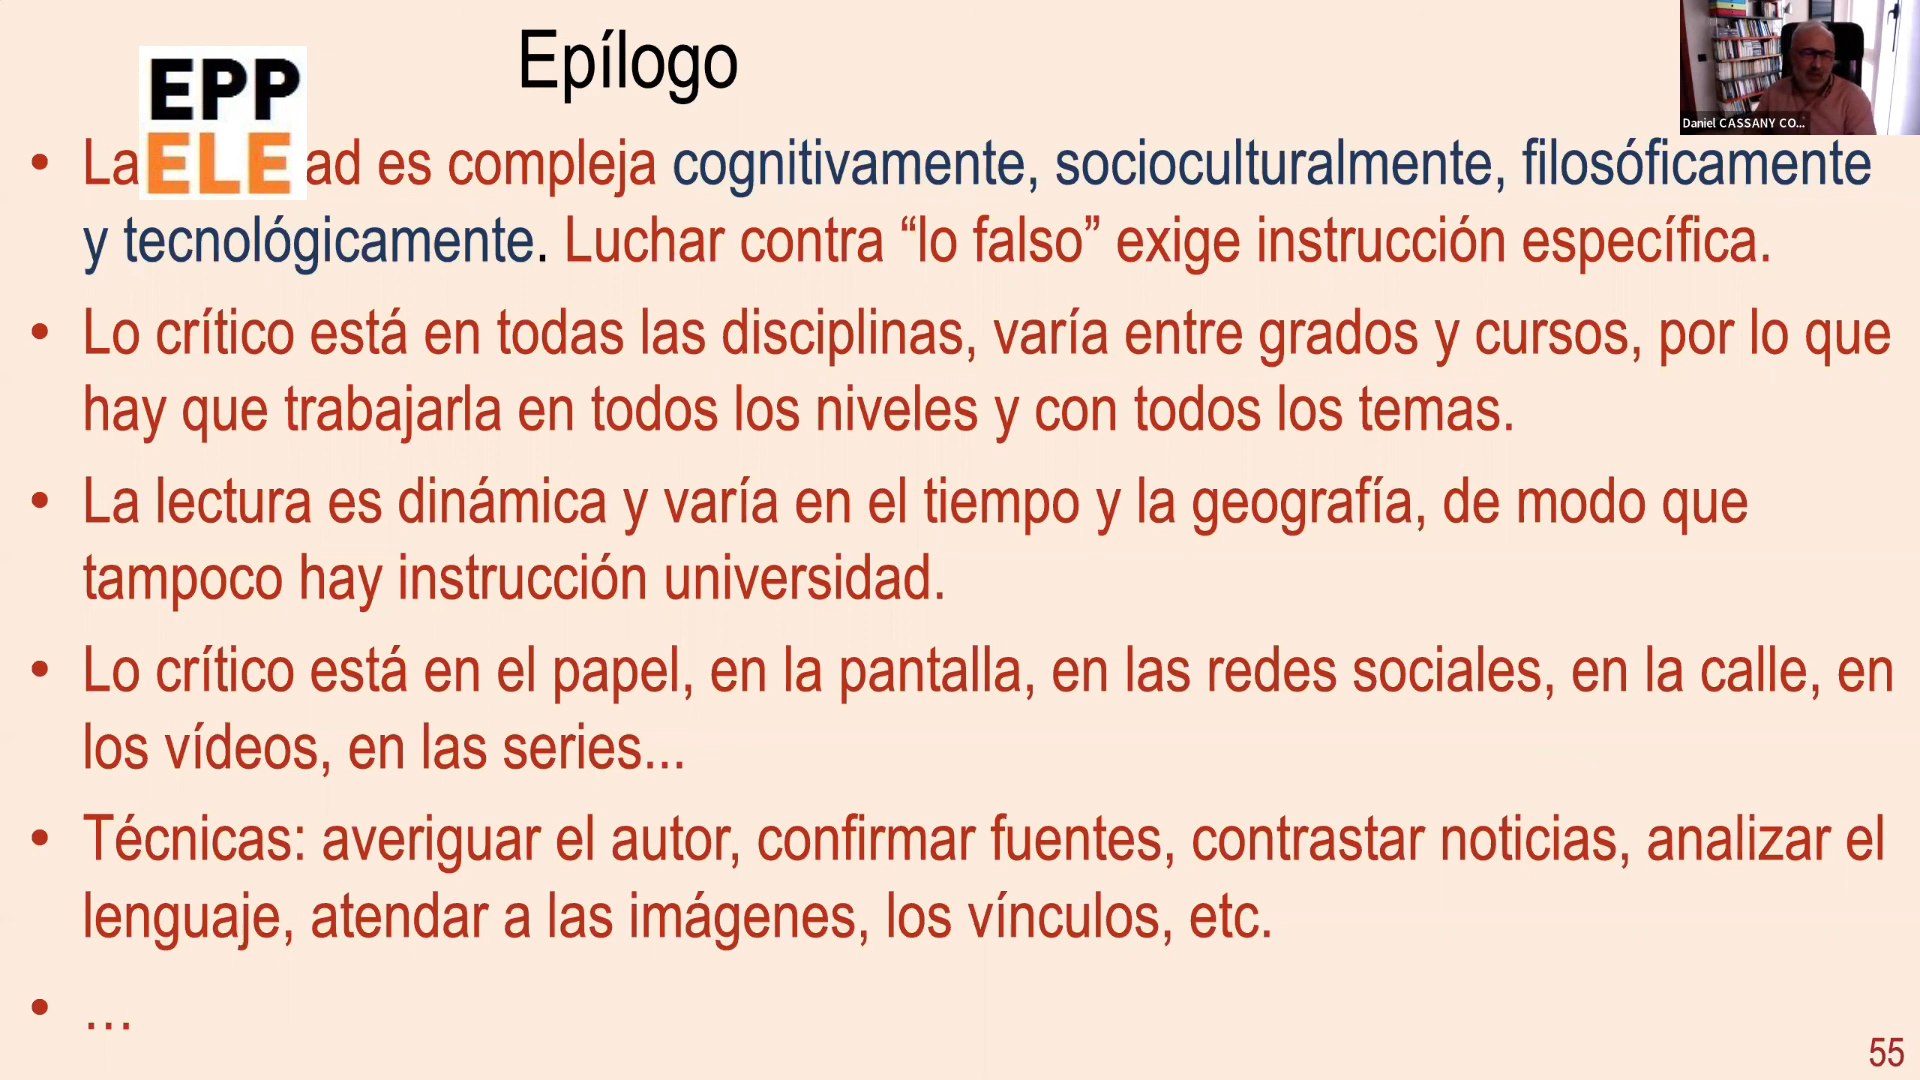 Epílogo
EPP
ELE
Daniel CASSANY CO...
• La ad es compleja cognitivamente, socioculturalmente, filosóficamente
y tecnológicamente. Luchar contra “lo falso” exige instrucción específica.
• Lo crítico está en todas las disciplinas, varía entre grados y cursos, por lo que
hay que trabajarla en todos los niveles y con todos los temas.
• La lectura es dinámica y varía en el tiempo y la geografía, de modo que
tampoco hay instrucción universidad.
• Lo crítico está en el papel, en la pantalla, en las redes sociales, en la calle, en
los vídeos, en las series...
• Técnicas: averiguar el autor, confirmar fuentes, contrastar noticias, analizar el
lenguaje, atendar a las imágenes, los vínculos, etc.
• …
55